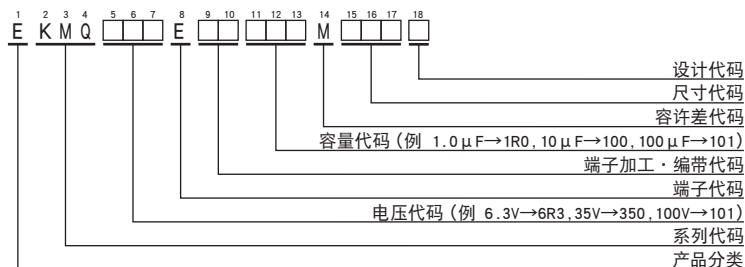 1 2 3 4 5 6 7 8 9 10 11 12 13 14 15 16 17 18
E KMQ □□□ E □□ □□□ M □□□ □
设计代码
尺寸代码
容许差代码
容量代码(例 1.0μF→1R0,10μF→100,100μF→101)
端子加工・编带代码
端子代码
电压代码(例 6.3V→6R3,35V→350,100V→101)
系列代码
产品分类